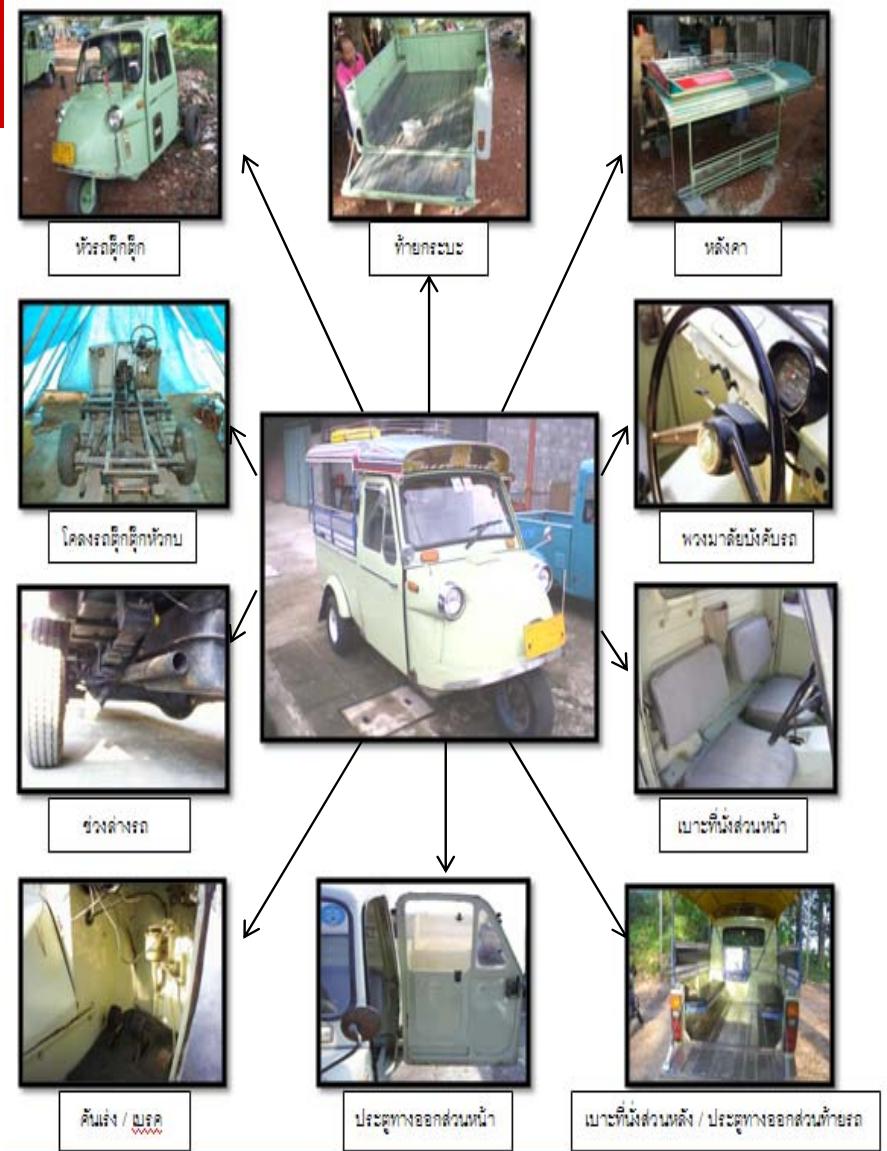 หัวรถตุ๊กตุ๊ก
ท้ายกระบะ
หลังคา
โคลงรถตุ๊กตุ๊กหัวกบ
พวงมาลัยบังคับรถ
ช่วงล่างรถ
เบาะที่นั่งส่วนหน้า
คันเร่ง / เบรค
ประตูทางออกส่วนหน้า
เบาะที่นั่งส่วนหลัง / ประตูทางออกส่วนท้ายรถ